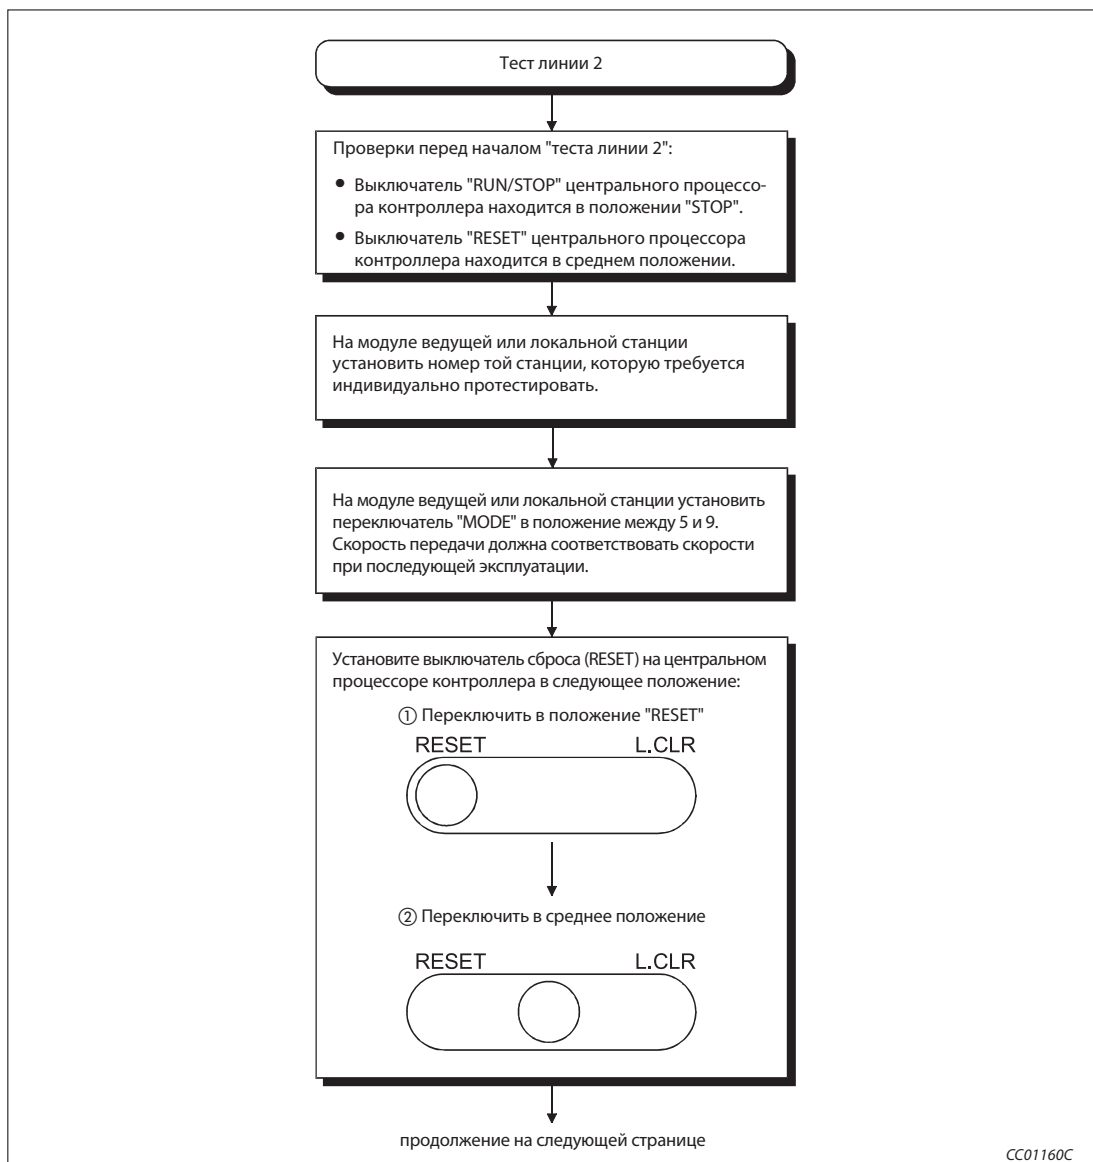 Тест линии 2
Проверки перед началом "теста линии 2":
● Выключатель "RUN/STOP" центрального процессо-
ра контроллера находится в положении "STOP".
● Выключатель "RESET" центрального процессора
контроллера находится в среднем положении.
На модуле ведущей или локальной станции
установить номер той станции, которую требуется
индивидуально протестировать.
На модуле ведущей или локальной станции установить
переключатель "MODE" в положение между 5 и 9.
Скорость передачи должна соответствовать скорости
при последующей эксплуатации.
Установите выключатель сброса (RESET) на центральном
процессоре контроллера в следующее положение:
① Переключить в положение "RESET"
RESET L.CLR
② Переключить в среднее положение
RESET L.CLR
продолжение на следующей странице
CC01160C